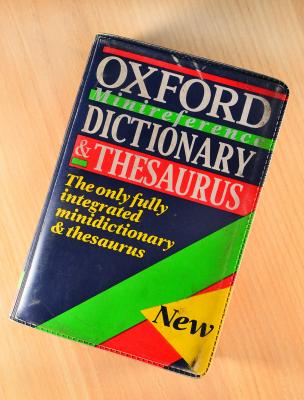 OXFORD
Minireference
DICTIONARY
& THESAURUS
The only fully
integrated
minidictionary
& thesaurus
New